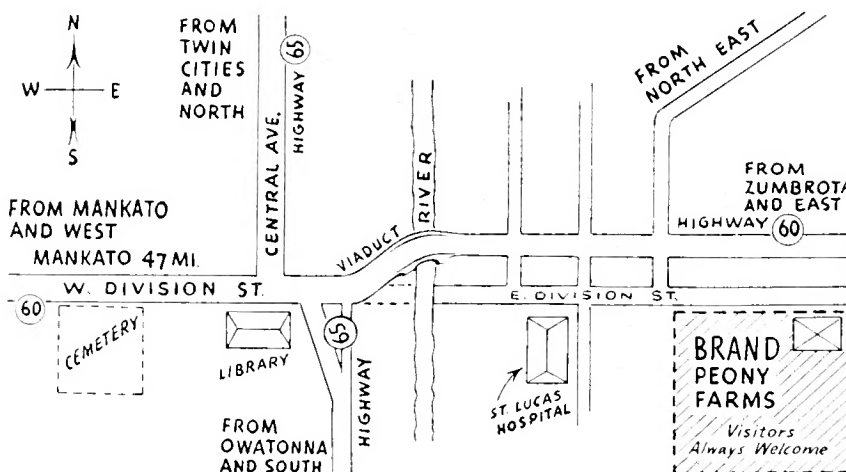 N
W E
S
FROM
TWIN
CITIES
AND
NORTH
65
HIGHWAY
CENTRAL AVE.
FROM
NORTH EAST
RIVER
FROM
ZUMBROTA
AND EAST
HIGHWAY 60
FROM MANKATO
AND WEST
MANKATO 47 MI.
VIADUCT
W. DIVISION ST.
E. DIVISION ST.
60
CEMETERY
LIBRARY
65
HIGHWAY
ST. LUCAS
HOSPITAL
FROM
OWATONNA
AND SOUTH
BRAND
PEONY
FARMS
Visitors
Always Welcome